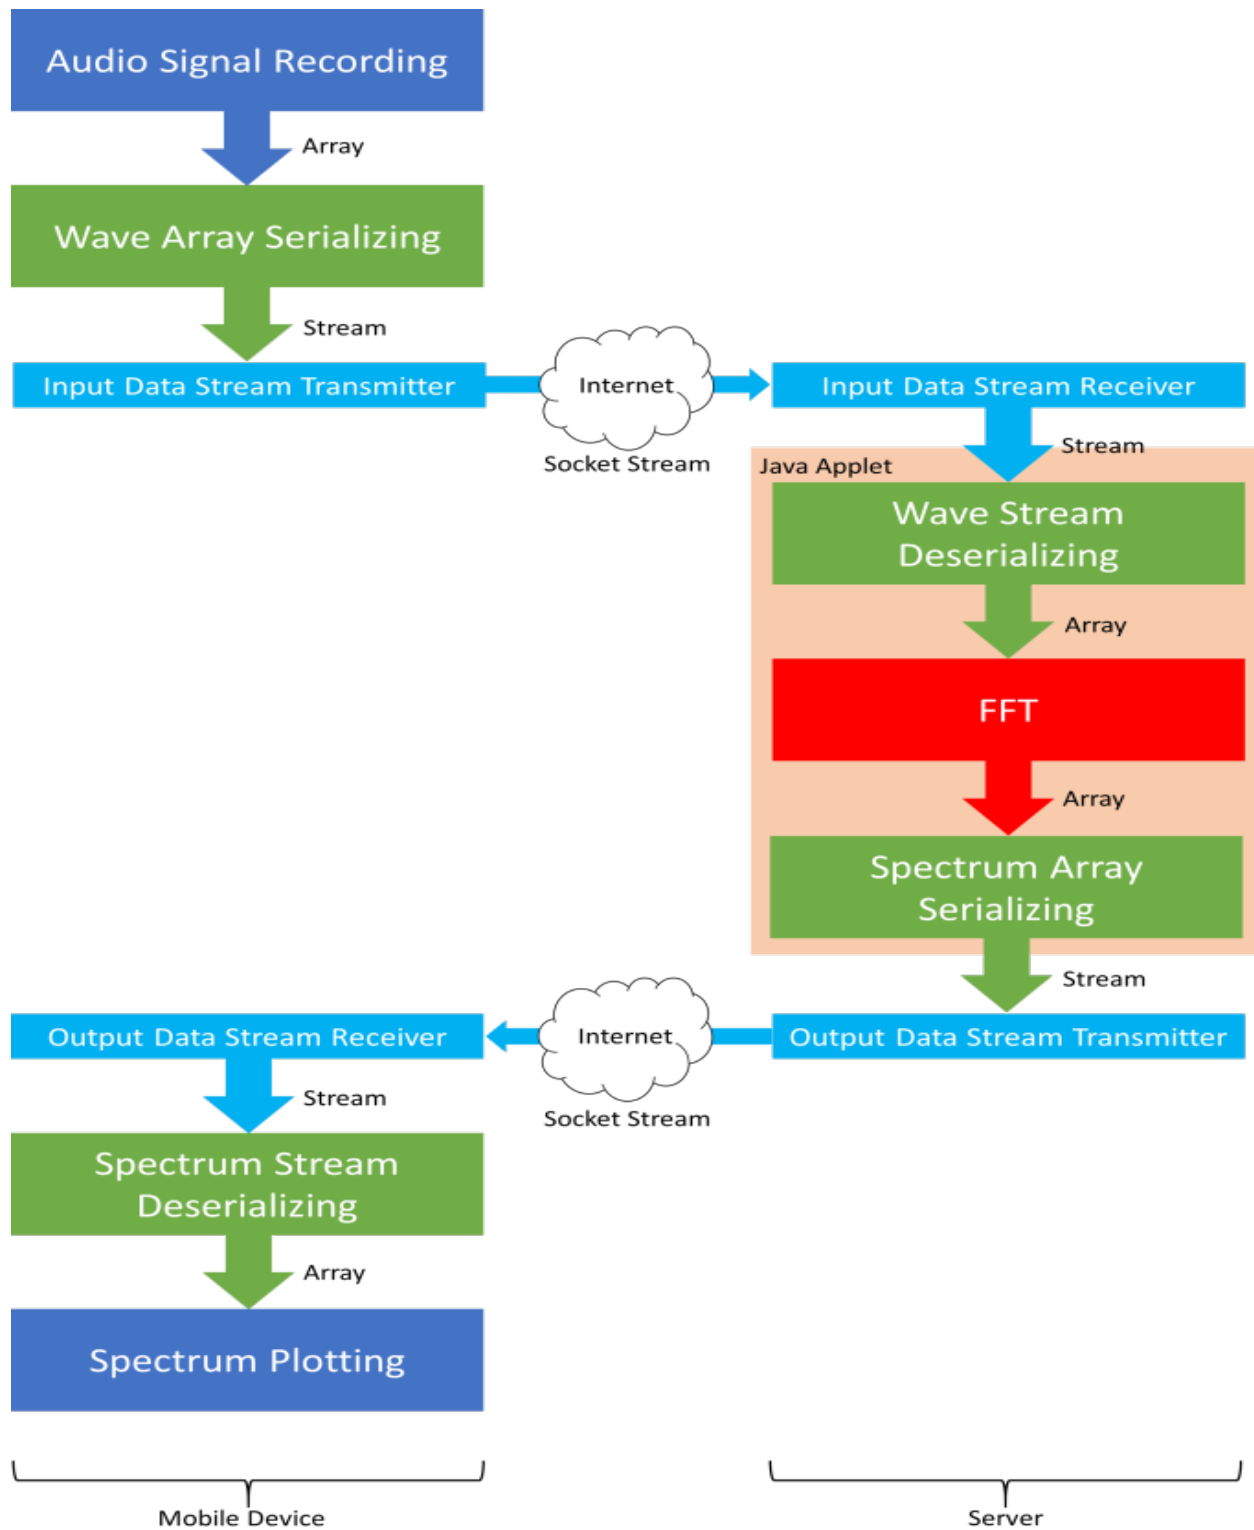 Audio Signal Recording
Array
Wave Array Serializing
Stream
Input Data Stream Transmitter
Internet
Socket Stream
Input Data Stream Receiver
Stream
Java Applet
Wave Stream
Deserializing
Array
FFT
Array
Spectrum Array
Serializing
Stream
Output Data Stream Transmitter
Internet
Socket Stream
Output Data Stream Receiver
Stream
Spectrum Stream
Deserializing
Array
Spectrum Plotting
Mobile Device
Server